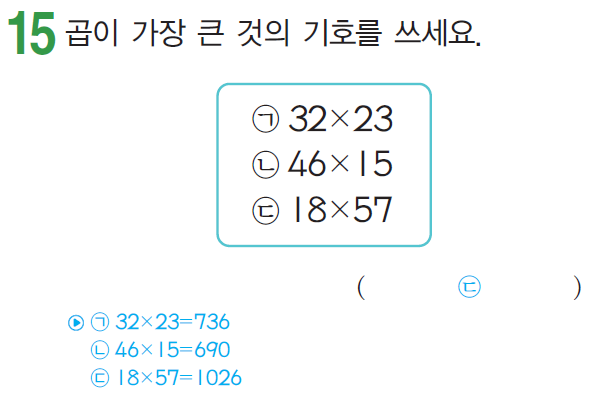 15 곱이 가장 큰 것의 기호를 쓰세요.
㉠ 32×23
㉡ 46×15
㉢ 18×57
( ㉢ )
▶ ㉠ 32×23=736
㉡ 46×15=690
㉢ 18×57=1026